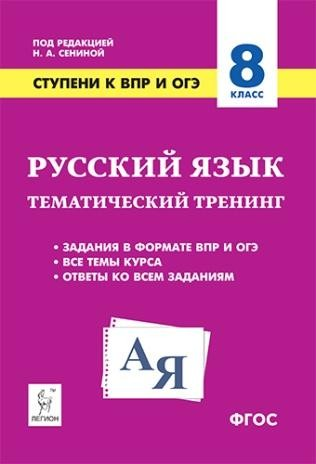 ПОД РЕДАКЦИЕЙ
Н. А. СЕНИНОЙ
СТУПЕНИ К ВПР И ОГЭ
8
КЛАСС
РУССКИЙ ЯЗЫК
ТЕМАТИЧЕСКИЙ ТРЕНИНГ
• ЗАДАНИЯ В ФОРМАТЕ ВПР И ОГЭ
• ВСЕ ТЕМЫ КУРСА
• ОТВЕТЫ КО ВСЕМ ЗАДАНИЯМ
АЯ
ЛЕГИОН
ФГОС